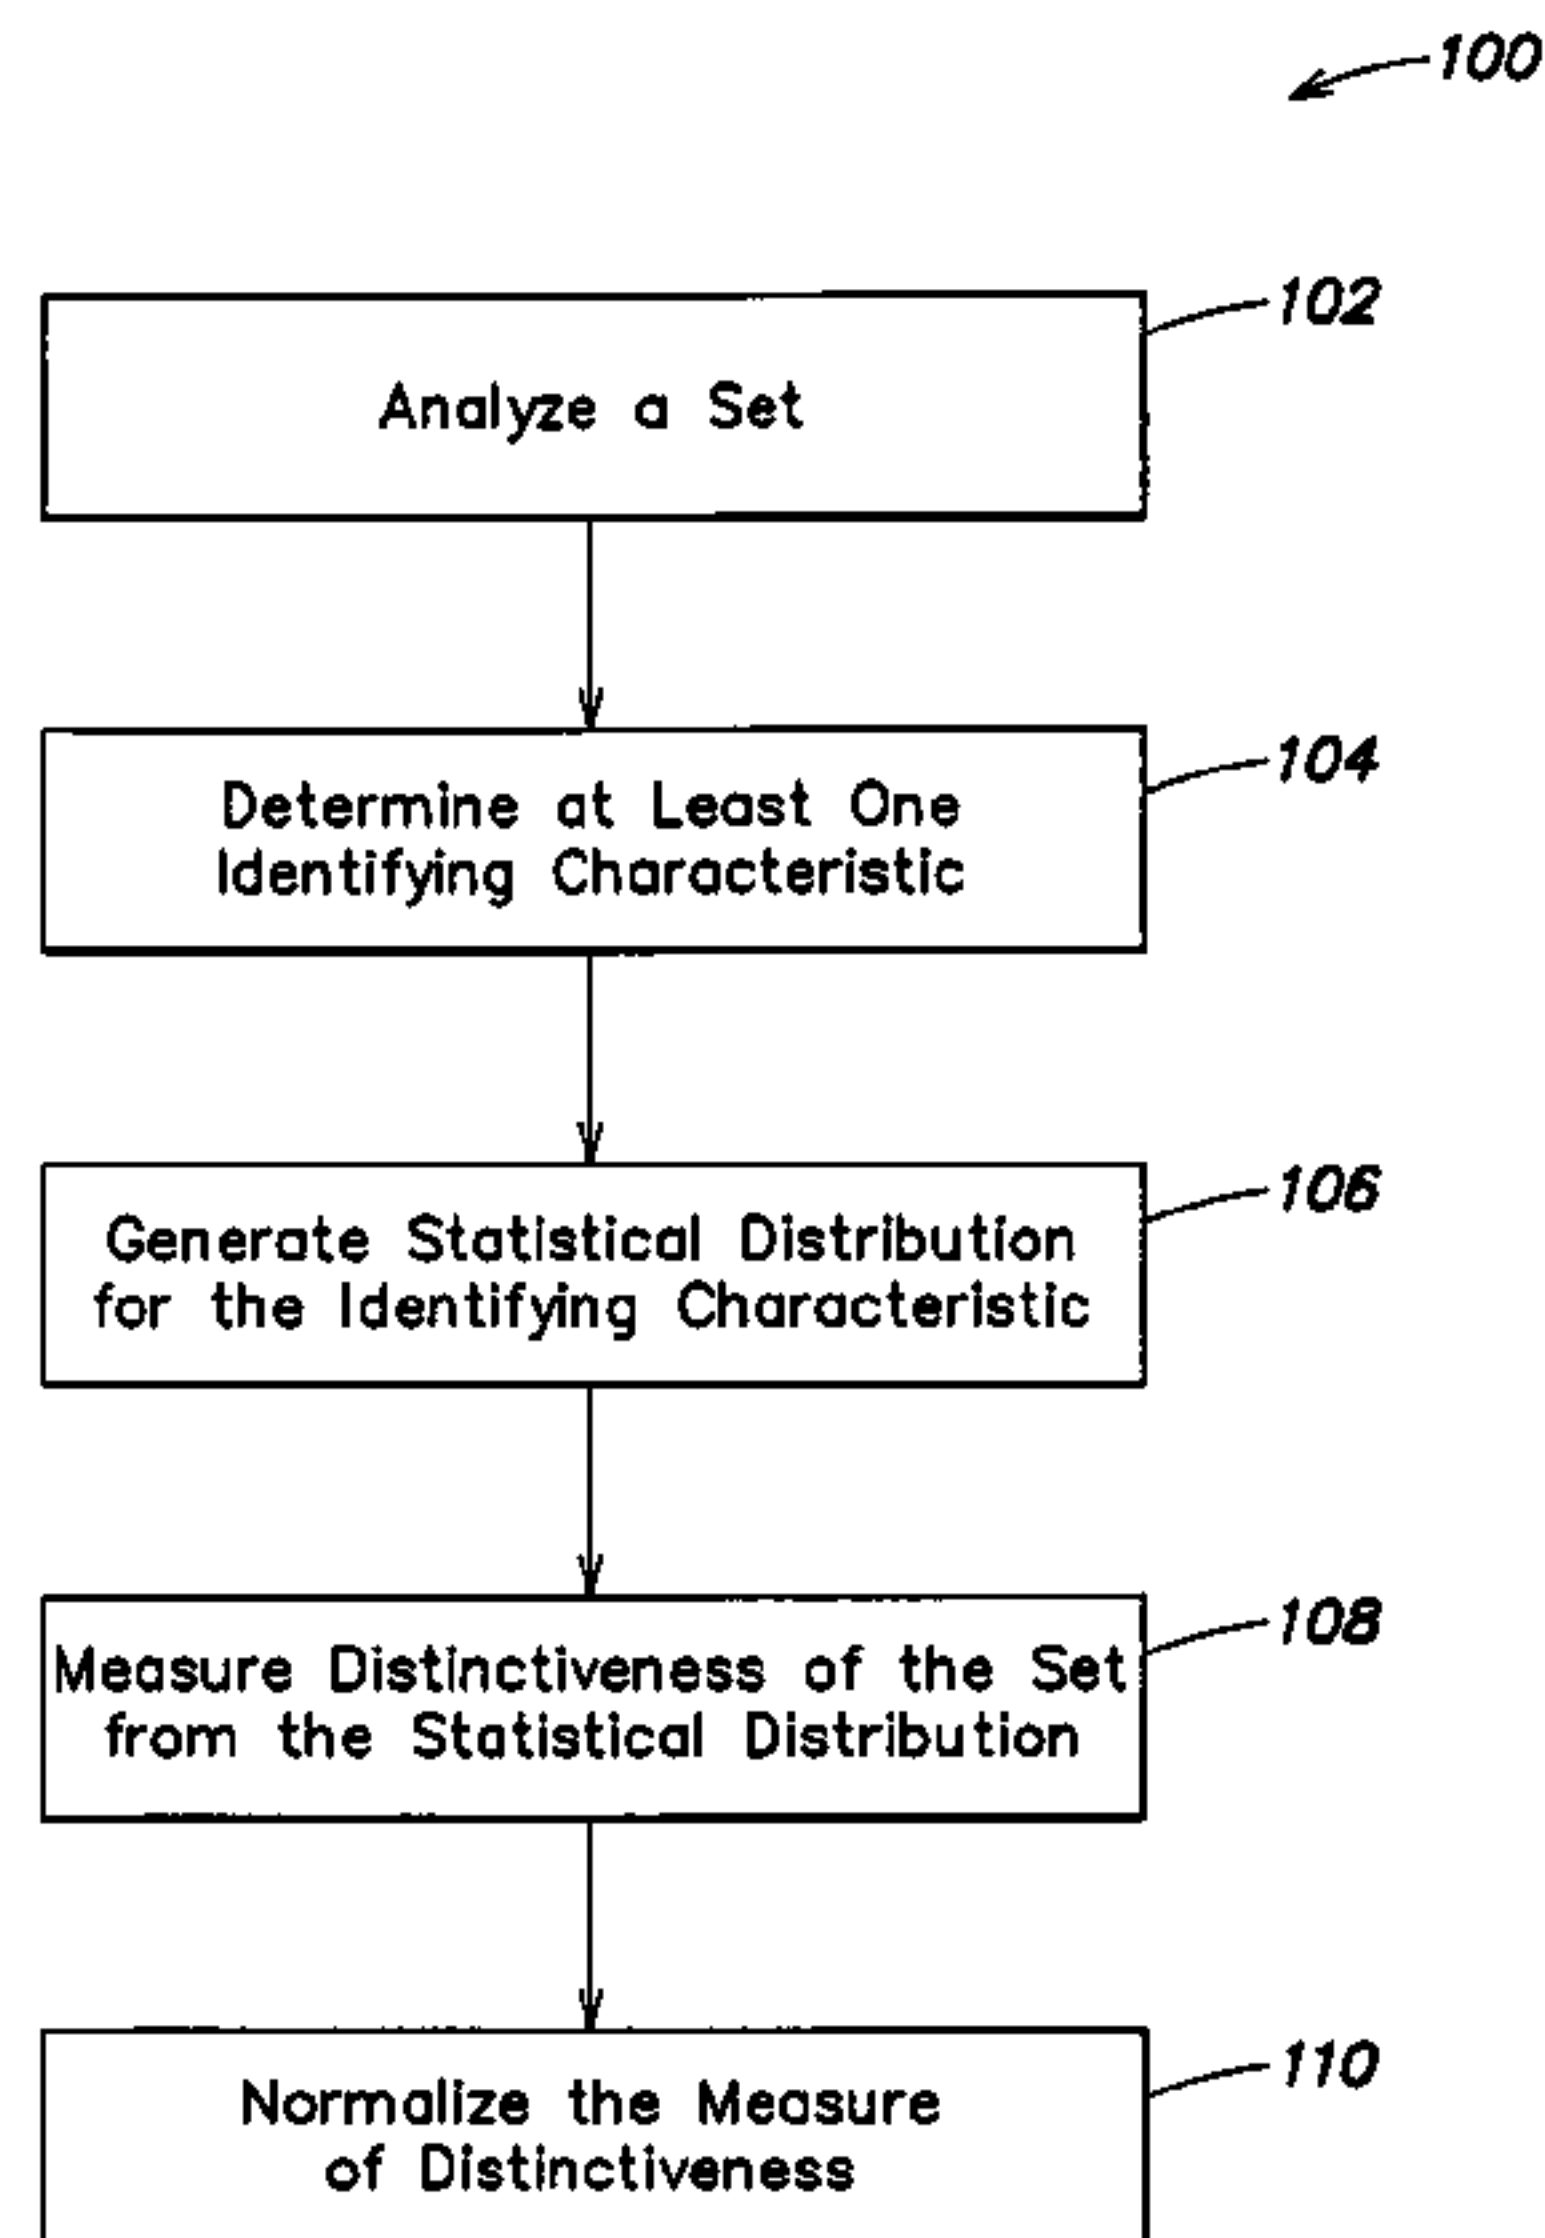 100
102
Analyze a Set
104
Determine at Least One
Identifying Characteristic
106
Generate Statistical Distribution
for the Identifying Characteristic
108
Measure Distinctiveness of the Set
from the Statistical Distribution
110
Normalize the Measure
of Distinctiveness